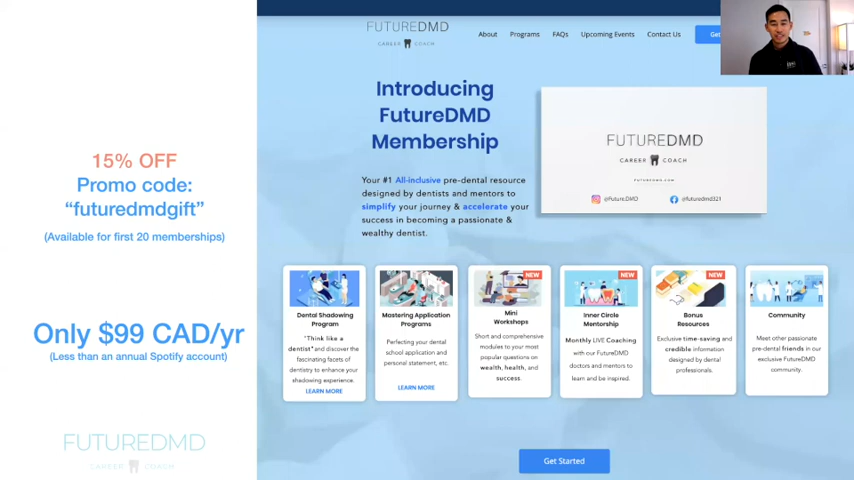 15% OFF
Promo code:
“futuredmdgift”
(Available for first 20 memberships)
Only $99 CAD/yr
(Less than an annual Spotify account)
FUTUREDMD
CAREER COACH
FUTUREDMD
CAREER COACH
About Programs FAQs Upcoming Events Contact Us
Introducing
FutureDMD
Membership
Your #1 All-inclusive pre-dental resource
designed by dentists and mentors to
simplify your journey & accelerate your
success in becoming a passionate &
wealthy dentist.
FUTUREDMD
CAREER COACH
FUTUREDMD.COM
@Future.DMD @futuredmd321
Dental Shadowing
Program
"Think like a
dentist" and discover the
fascinating facets of
dentistry to enhance your
shadowing experience.
LEARN MORE
Mastering Application
Programs
Perfecting your dental
school application and
personal statement, etc.
LEARN MORE
NEW
Mini
Workshops
Short and comprehensive
modules to your most
popular questions on
wealth, health, and
success.
NEW
Inner Circle
Mentorship
Monthly LIVE Coaching
with our FutureDMD
doctors and mentors to
learn and be inspired.
NEW
Bonus
Resources
Exclusive time-saving and
credible information
designed by dental
professionals.
Community
Meet other passionate
pre-dental friends in our
exclusive FutureDMD
community.
Get Started